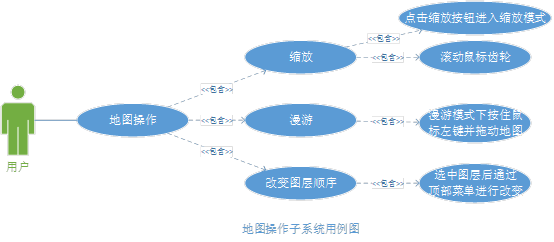 点击缩放按钮进入缩放模式
<<包含>>
缩放
<<包含>>
滚动鼠标齿轮
<<包含>>
用户
地图操作
<<包含>>
漫游
<<包含>>
漫游模式下按住鼠
标左键并拖动地图
<<包含>>
改变图层顺序
<<包含>>
选中图层后通过
顶部菜单进行改变
地图操作子系统用例图